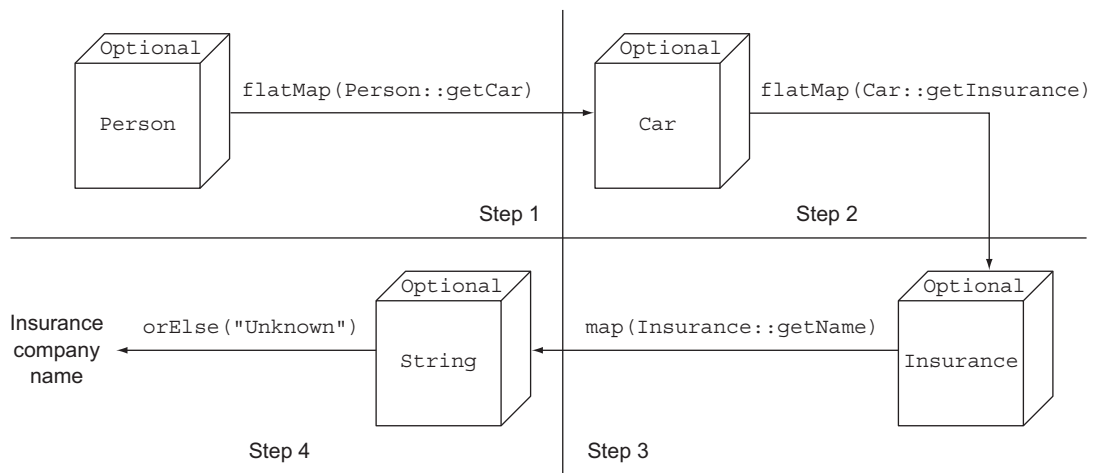 Optional
Person
flatMap(Person::getCar)
Step 1
Optional
Car
flatMap(Car::getInsurance)
Step 2
Optional
Insurance
map(Insurance::getName)
Step 3
Optional
String
orElse("Unknown")
Step 4
Insurance
company
name